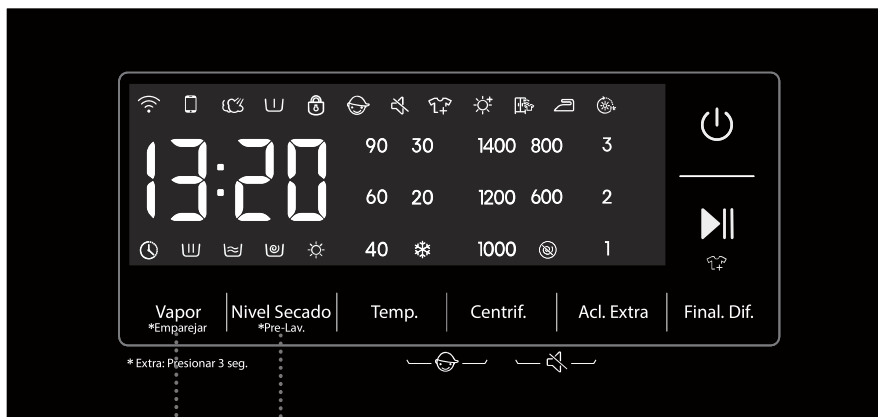 90 30 1400 800 3
13:20
60 20 1200 600 2
40 1000 1
Vapor Nivel Secado Temp. Centrif. Acl. Extra Final. Dif.
*Emparejar *Pre-Lav.
* Extra: Presionar 3 seg.